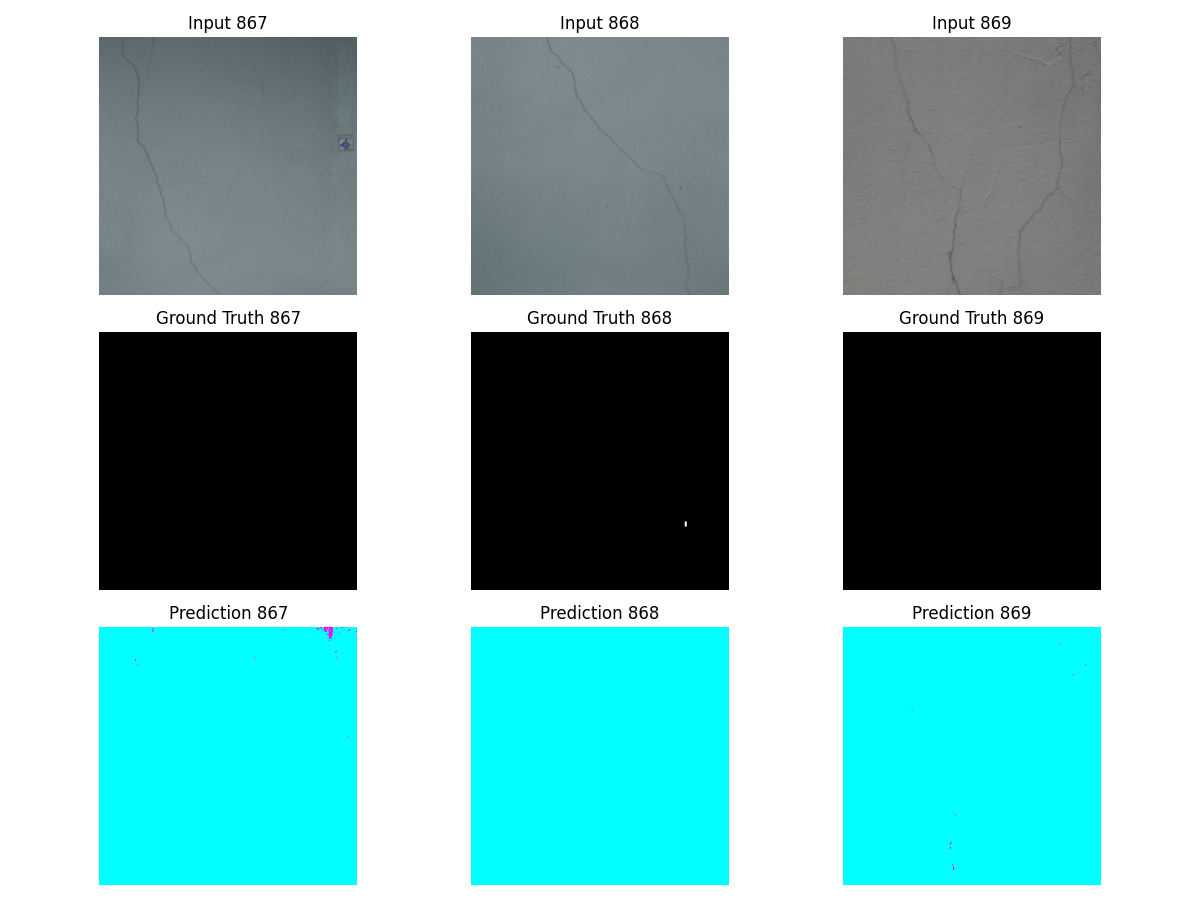 Input 867
Input 868
Input 869
Ground Truth 867
Ground Truth 868
Ground Truth 869
Prediction 867
Prediction 868
Prediction 869